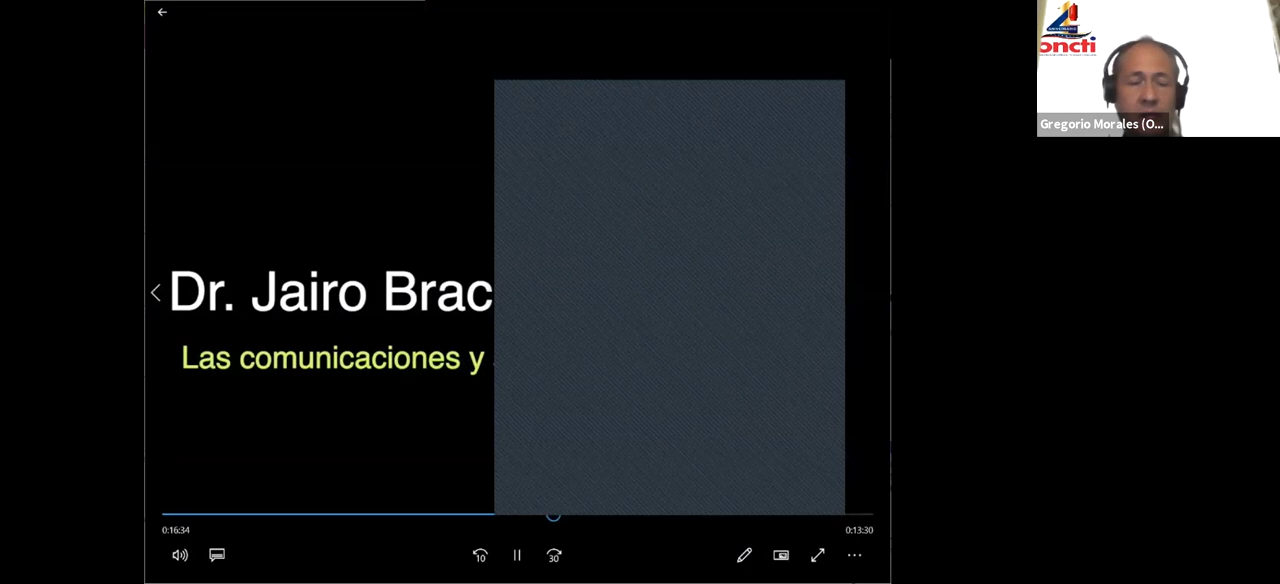 oncti
Gregorio Morales (O...
Dr. Jairo Brac
Las comunicaciones y
0:16:34
0:13:30
10
30